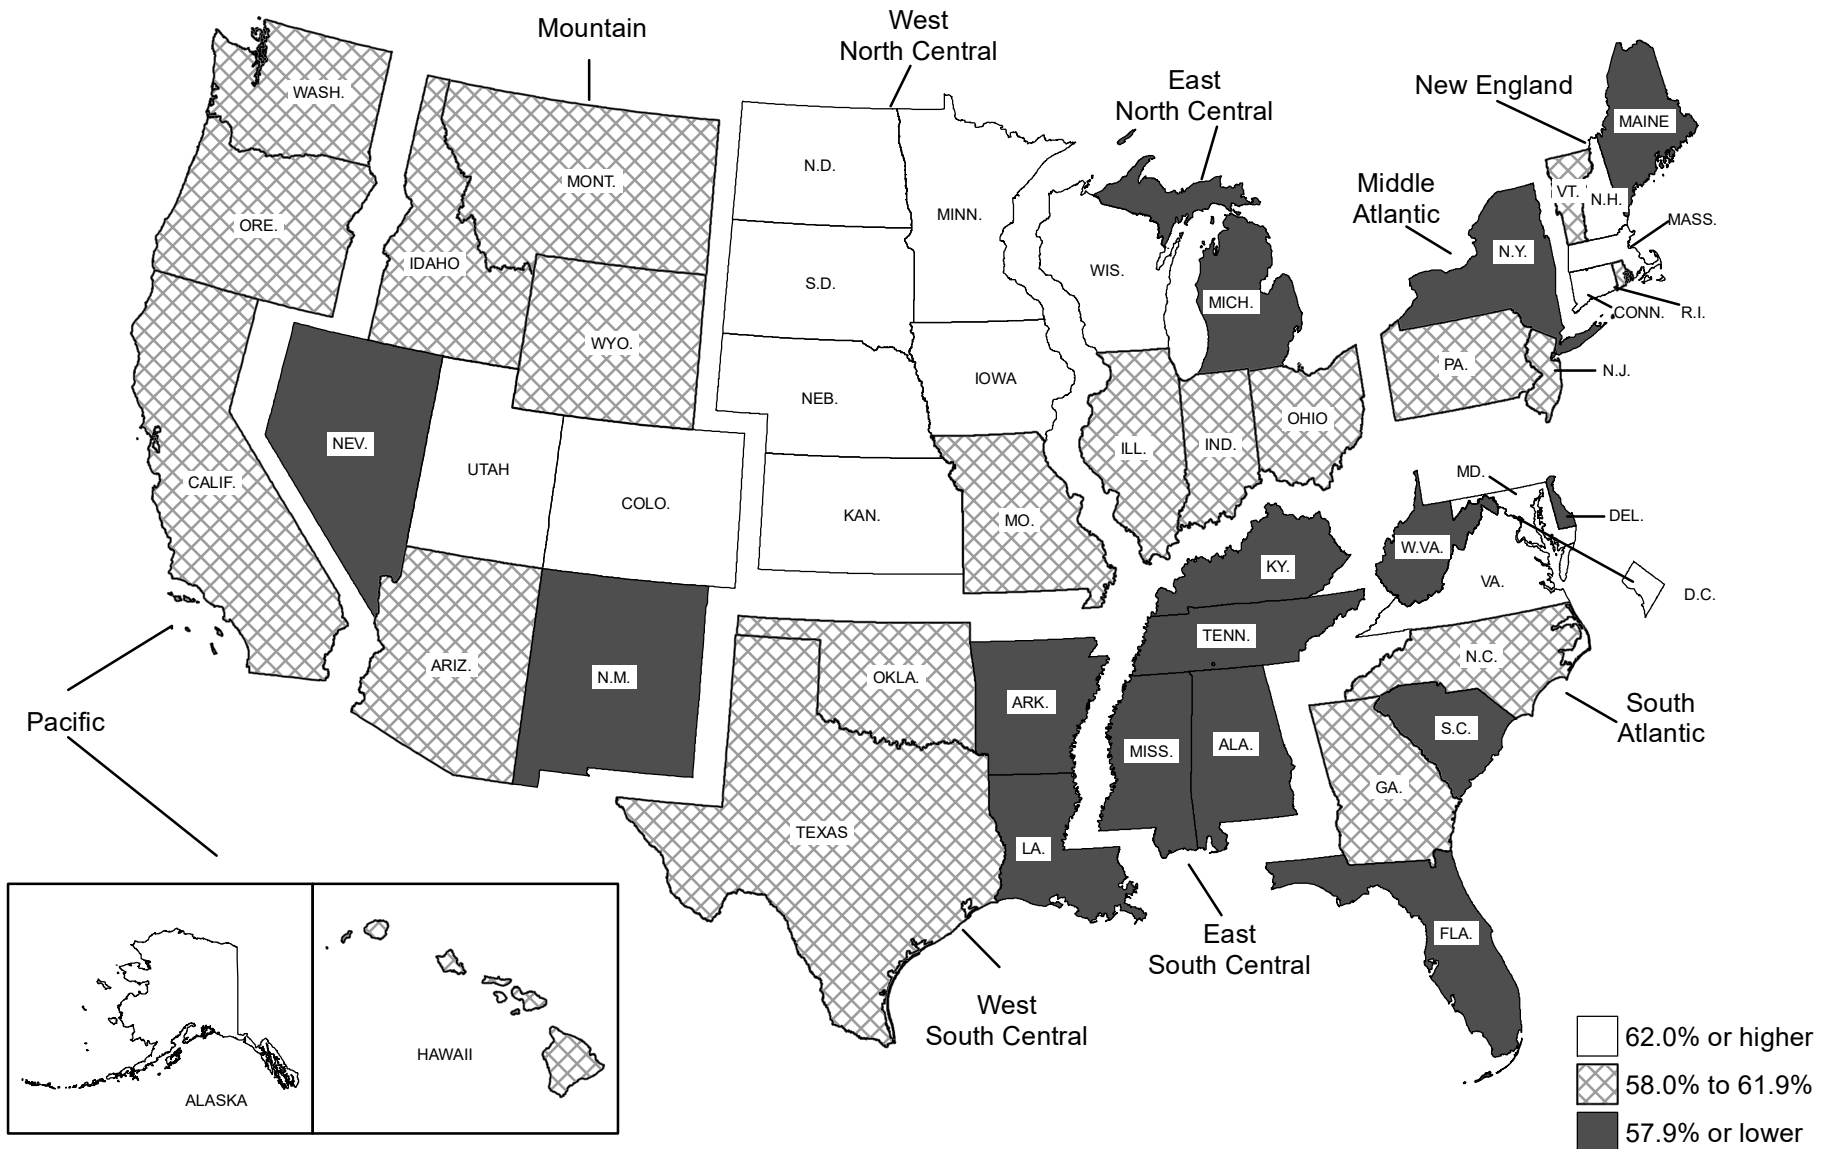 West
North Central
Mountain
East
North Central
New England
WASH.
MAINE
N.D.
MONT.
Middle
Atlantic
VT.
N.H.
MINN.
MASS.
ORE.
N.Y.
IDAHO
WIS.
S.D.
MICH.
CONN.
R.I.
WYO.
PA.
N.J.
IOWA
NEB.
OHIO
NEV.
ILL.
IND.
UTAH
MD.
CALIF.
COLO.
KAN.
MO.
DEL.
W.VA.
KY.
VA.
D.C.
TENN.
N.C.
ARIZ.
N.M.
OKLA.
ARK.
South
Atlantic
S.C.
Pacific
MISS.
ALA.
GA.
TEXAS
LA.
FLA.
East
South Central
West
South Central
HAWAII
ALASKA
62.0% or higher
58.0% to 61.9%
57.9% or lower